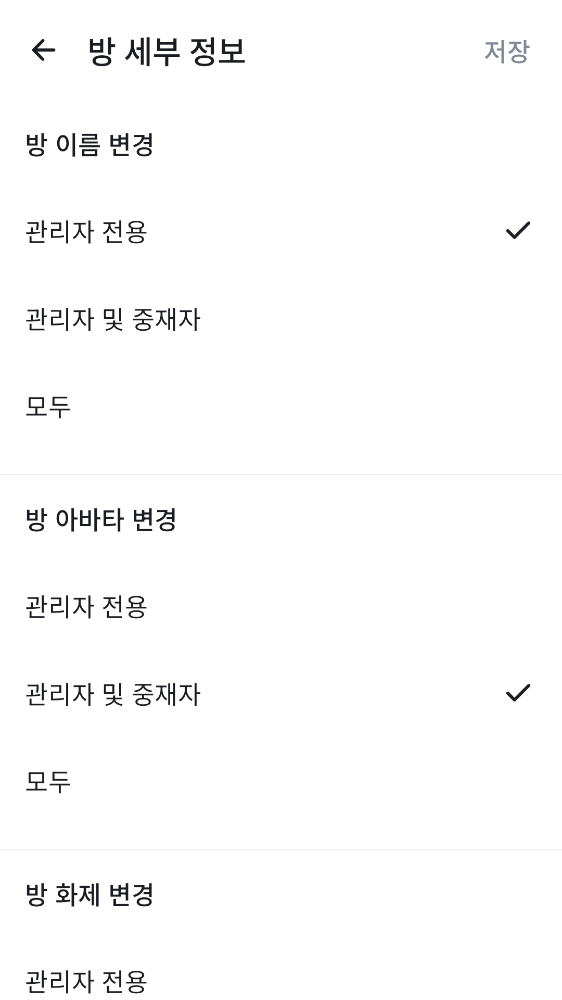 방 세부 정보
저장
방 이름 변경
관리자 전용
관리자 및 중재자
모두
방 아바타 변경
관리자 전용
관리자 및 중재자
모두
방 화제 변경
관리자 전용